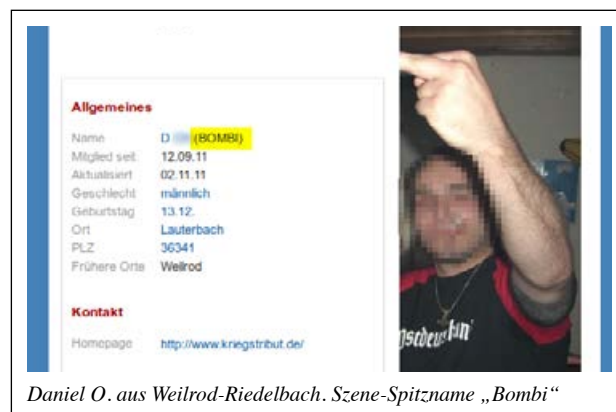 Allgemeines
Name D (BOMBI)
Mitglied seit: 12.09.11
Aktualisiert 02.11.11
Geschlecht männlich
Geburtstag 13.12.
Ort Lauterbach
PLZ 36341
Frühere Orte Weilrod
Kontakt
Homepage http://www.kriegstribut.de/
Daniel O. aus Weilrod-Riedelbach. Szene-Spitzname „Bombi“